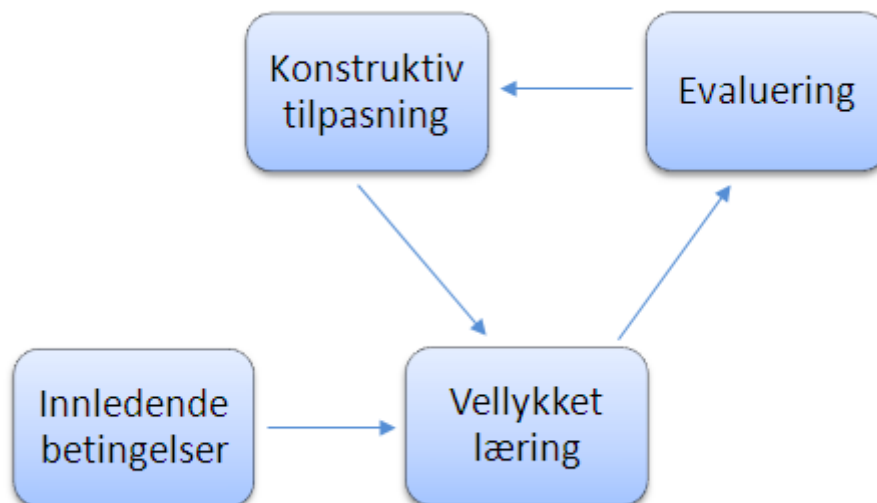 Konstruktiv
tilpasning
Evaluering
Innledende
betingelser
Vellykket
læring